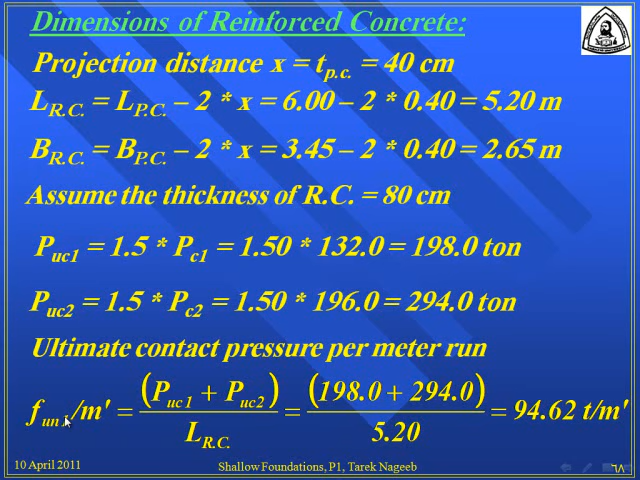 Dimensions of Reinforced Concrete:
Projection distance x = t_p.c. = 40 cm
L_R.C. = L_P.C. – 2 * x = 6.00 – 2 * 0.40 = 5.20 m
B_R.C. = B_P.C. – 2 * x = 3.45 – 2 * 0.40 = 2.65 m
Assume the thickness of R.C. = 80 cm
P_uc1 = 1.5 * P_c1 = 1.50 * 132.0 = 198.0 ton
P_uc2 = 1.5 * P_c2 = 1.50 * 196.0 = 294.0 ton
Ultimate contact pressure per meter run
f_un1/m' = (P_uc1 + P_uc2) / L_R.C. = (198.0 + 294.0) / 5.20 = 94.62 t/m'
10 April 2011 Shallow Foundations, P1, Tarek Nageeb ٦٨